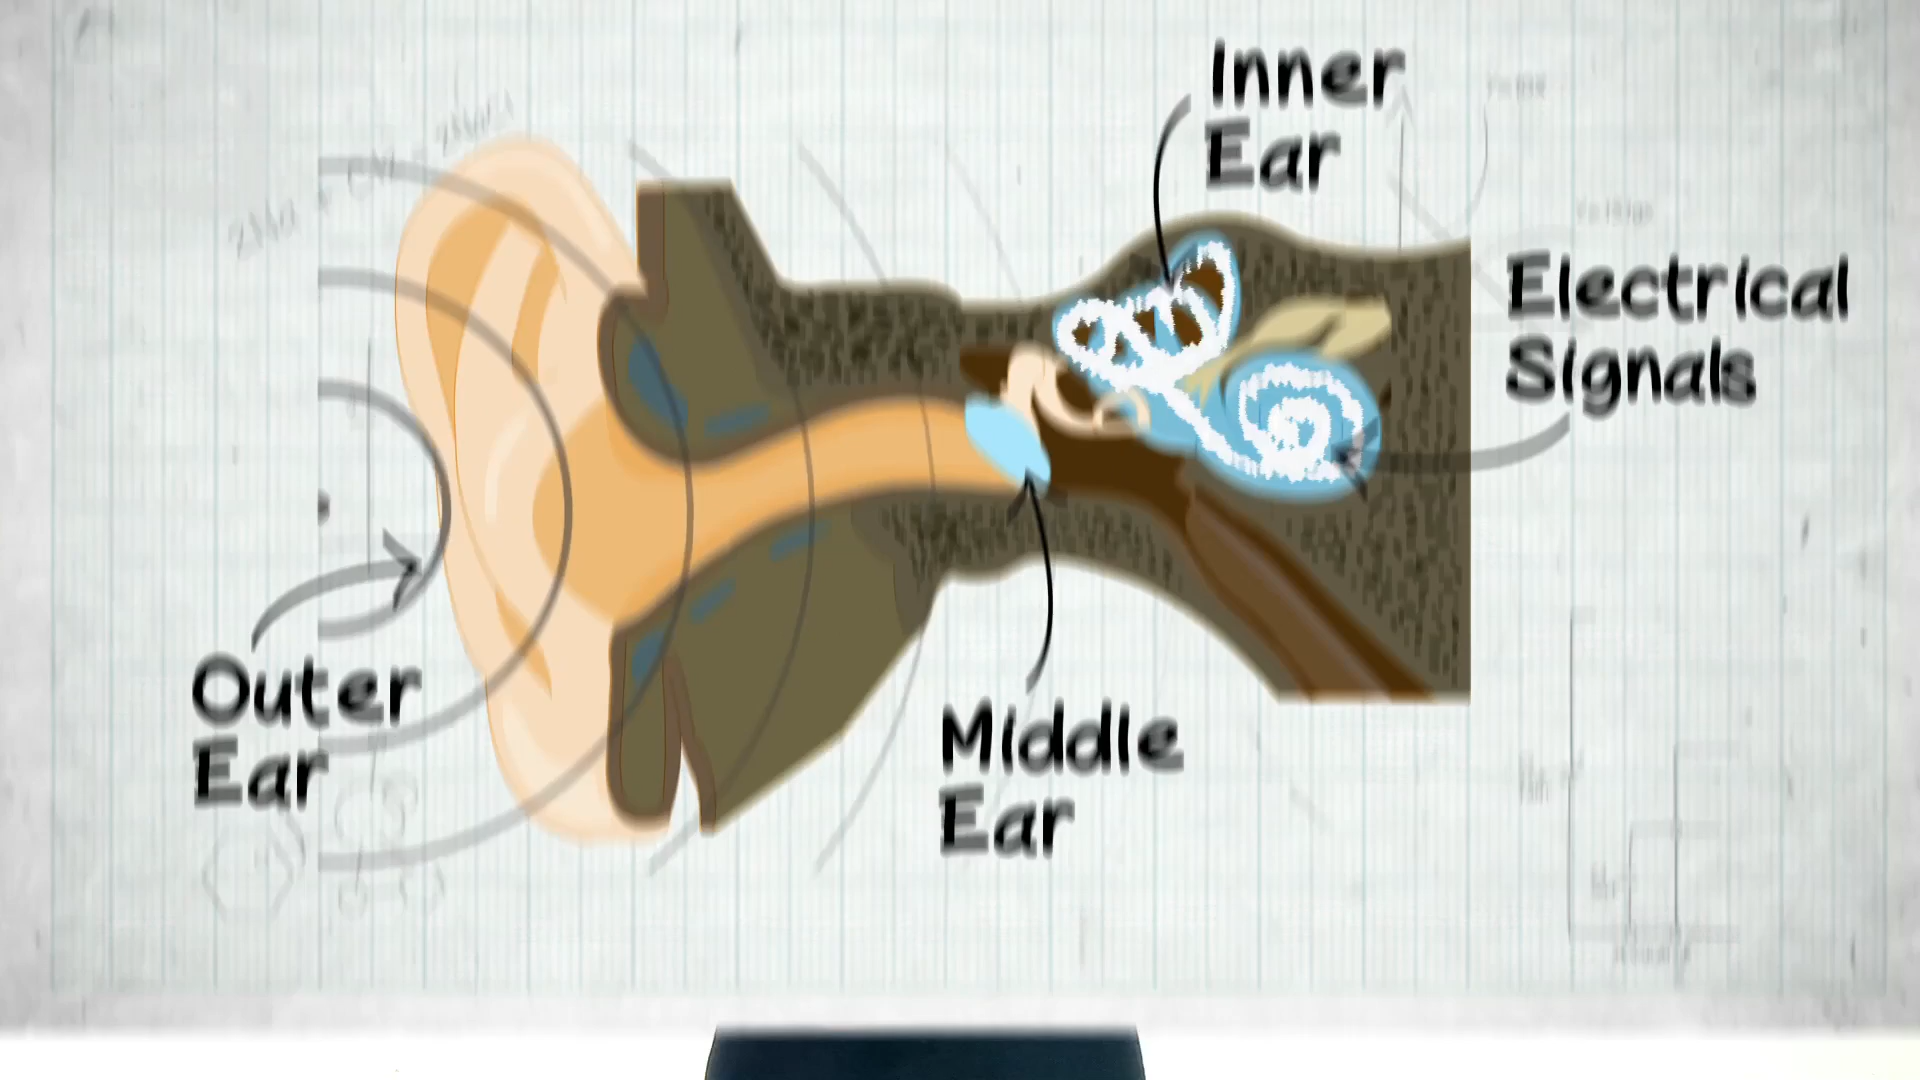 Inner
Ear
Electrical
Signals
Outer
Ear
Middle
Ear